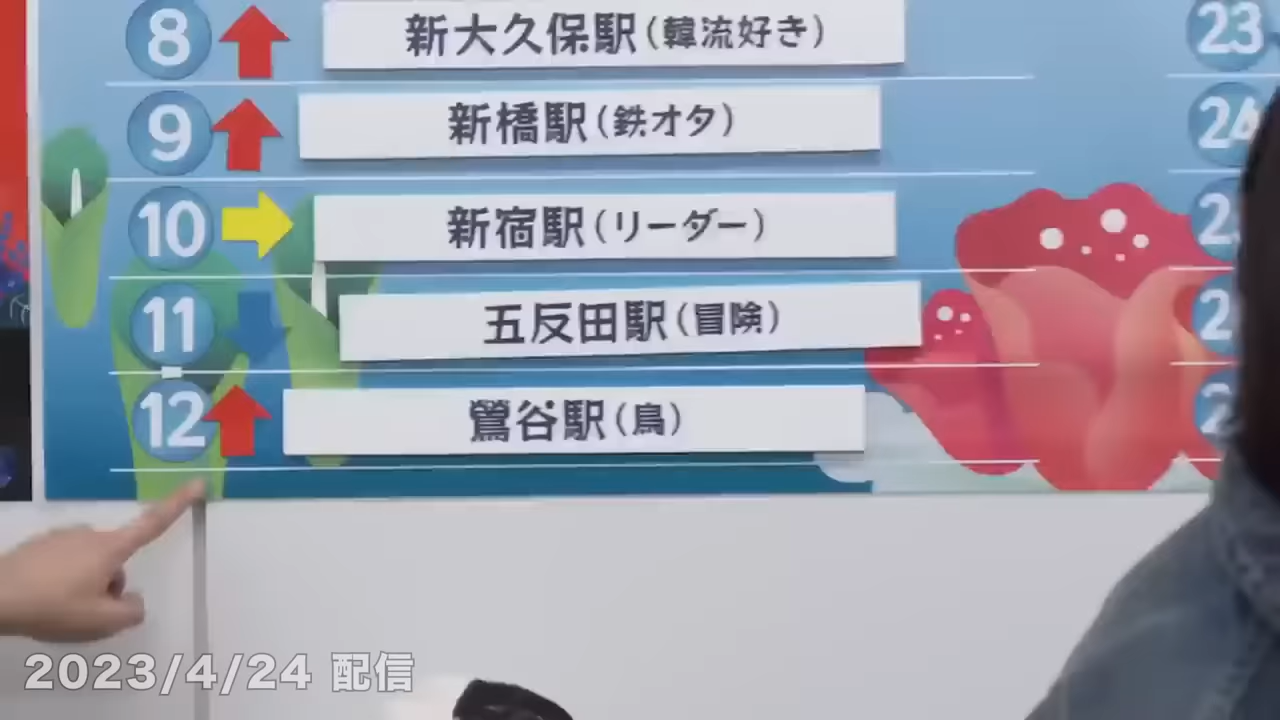 8 新大久保駅(韓流好き)
23
9 新橋駅(鉄オタ)
24
10 新宿駅(リーダー)
11 五反田駅(冒険)
12 鶯谷駅(鳥)
2023/4/24 配信